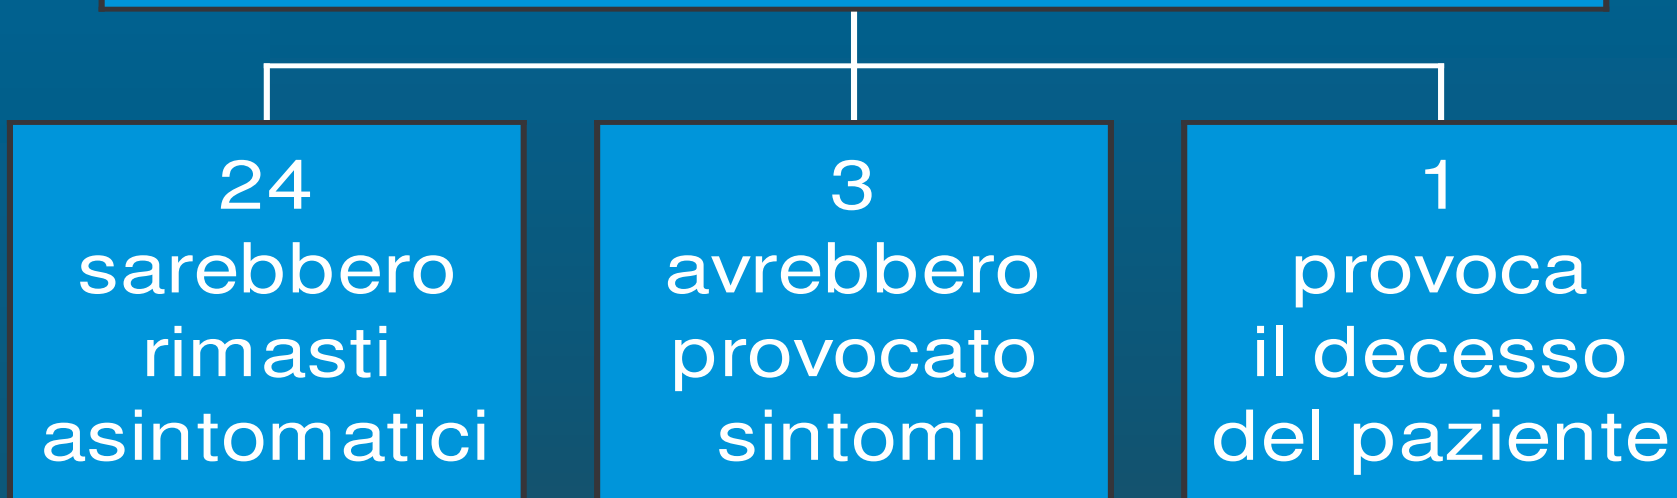 24
sarebbero
rimasti
asintomatici
3
avrebbero
provocato
sintomi
1
provoca
il decesso
del paziente